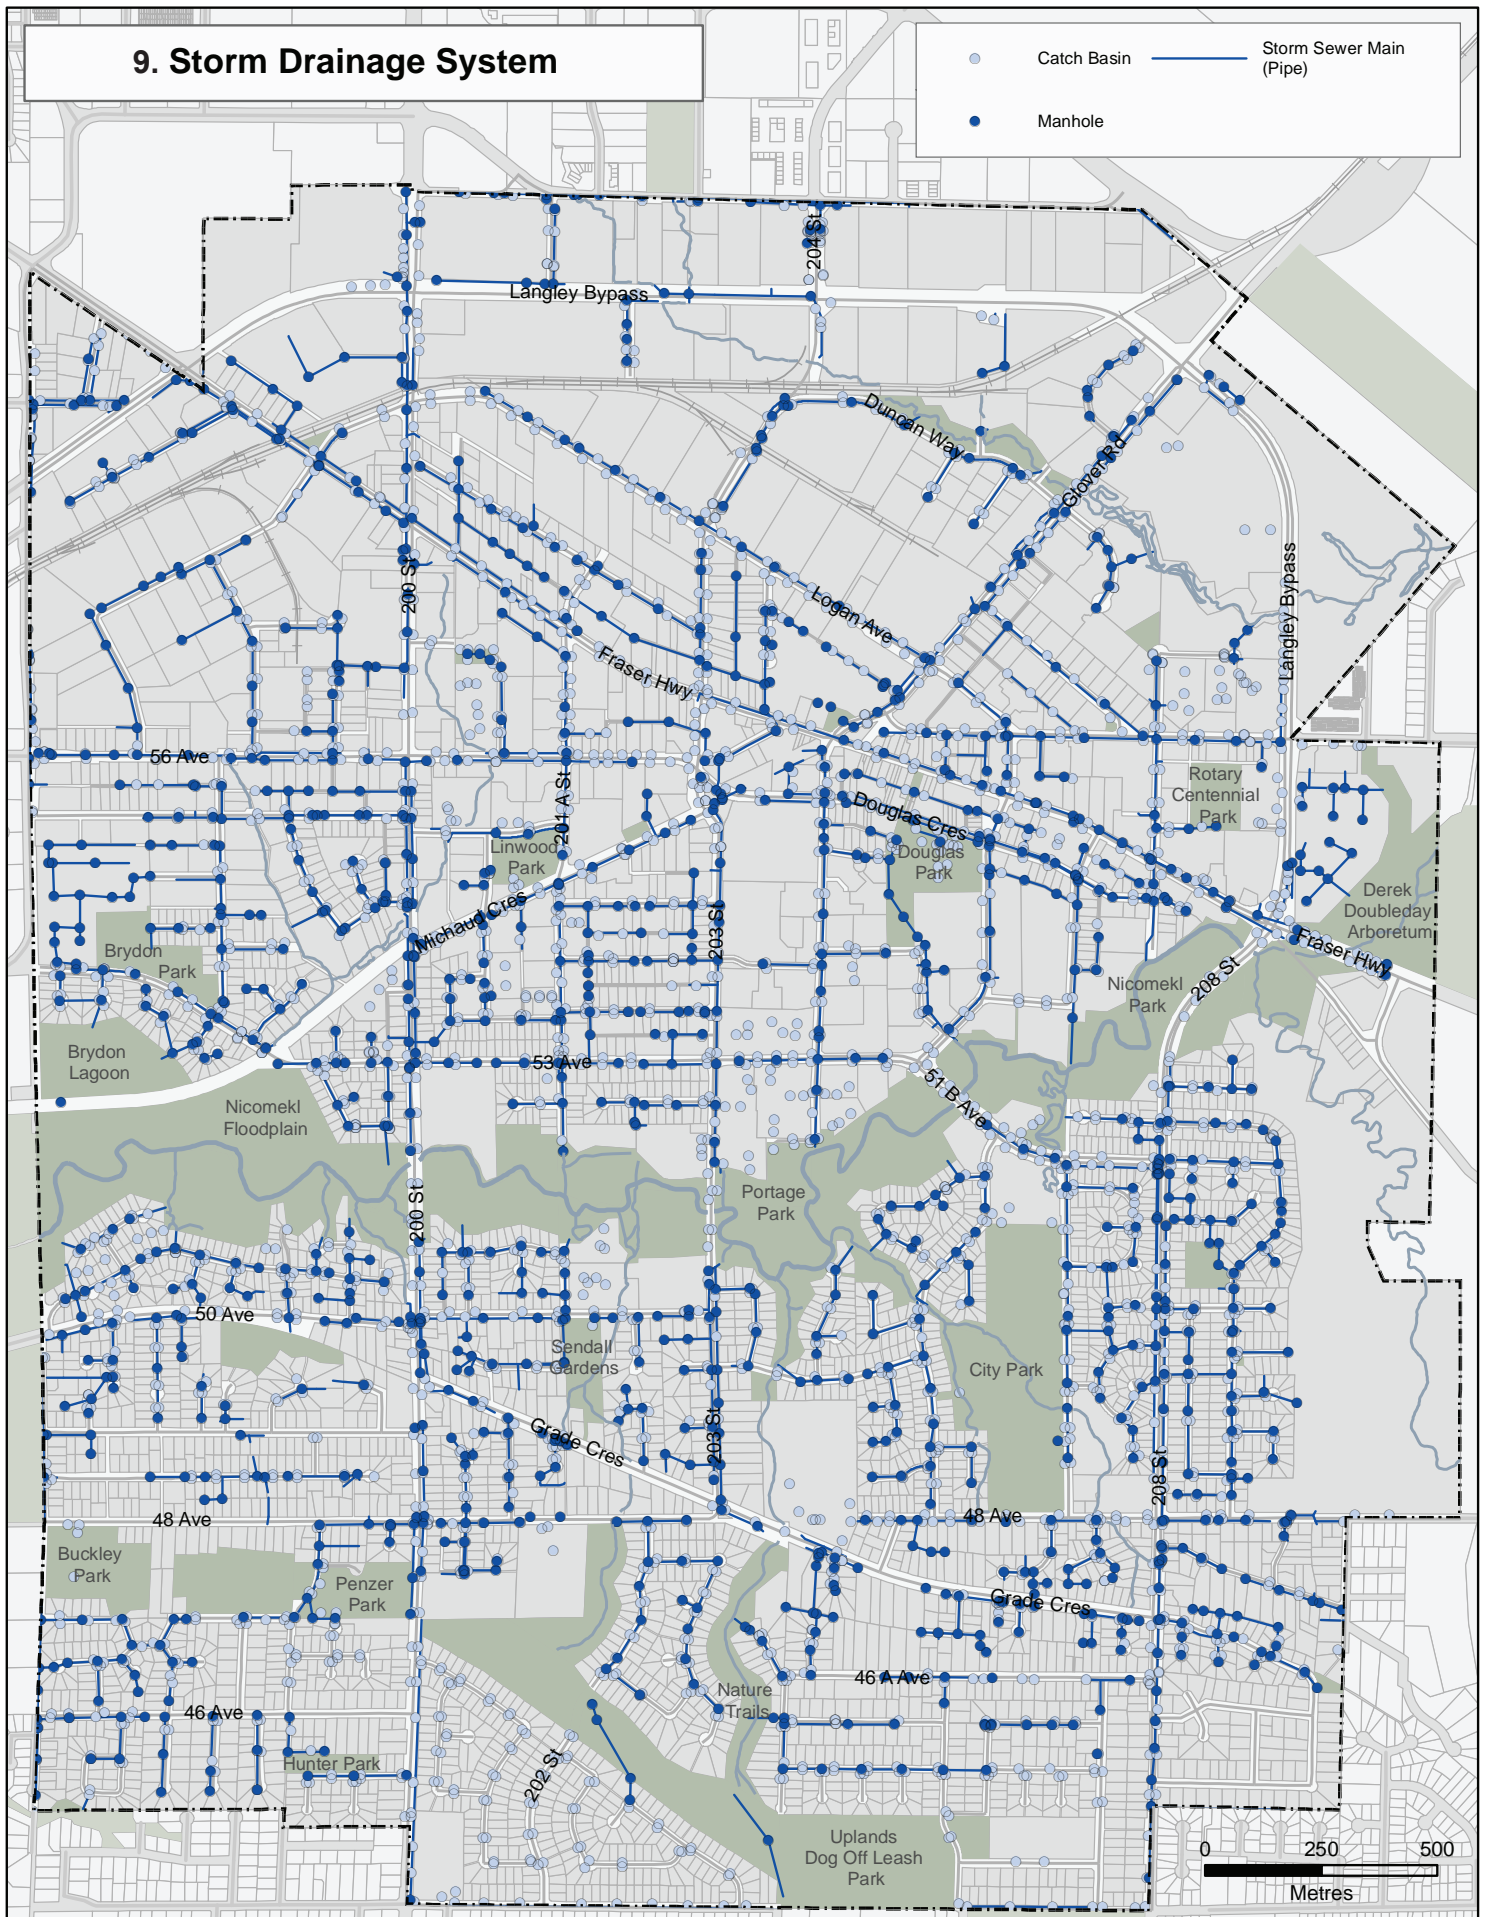 9. Storm Drainage System
Catch Basin
Storm Sewer Main
(Pipe)
Manhole
204 St
Langley Bypass
Duncan Way
Glover Rd
200 St
Logan Ave
Langley Bypass
Fraser Hwy
56 Ave
201 A St
Rotary
Centennial
Park
Douglas Cres
Linwood
Park
Douglas
Park
Derek
Doubleday
Arboretum
Michaud Cres
203 St
Brydon
Park
Fraser Hwy
208 St
Nicomekl
Park
Brydon
Lagoon
53 Ave
51 B Ave
Nicomekl
Floodplain
200 St
Portage
Park
50 Ave
Sendall
Gardens
City Park
Grade Cres
203 St
208 St
48 Ave
48 Ave
Buckley
Park
Penzer
Park
Grade Cres
46 A Ave
Nature
Trails
46 Ave
Hunter Park
202 St
Uplands
Dog Off Leash
Park
0 250 500
Metres